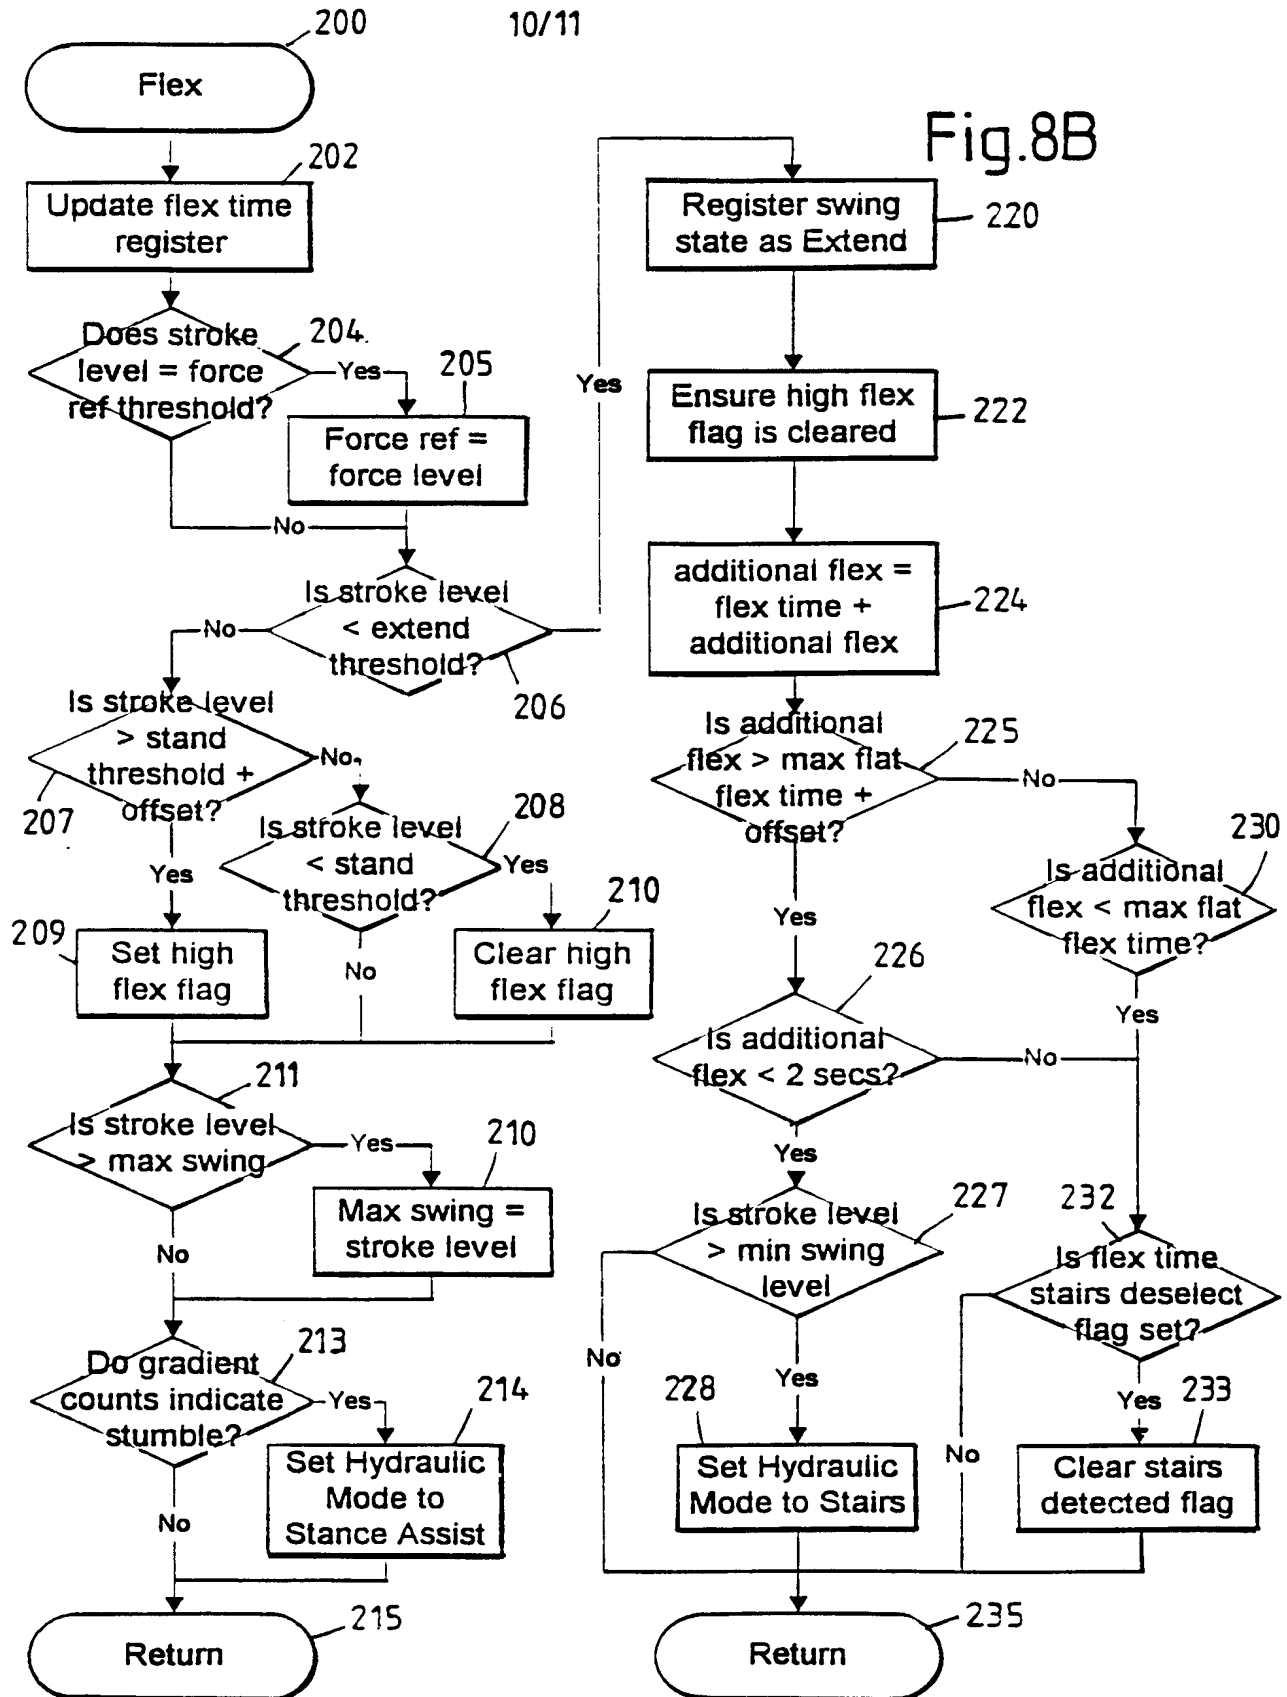 10/11
Fig.8B
200
Flex
202
Update flex time
register
204
Does stroke
level = force
ref threshold?
Yes
205
Force ref =
force level
No
Is stroke level
< extend
threshold?
206
No
Yes
Is stroke level
> stand
threshold +
offset?
207
No
208
Is stroke level
< stand
threshold?
Yes
Yes
No
209
Set high
flex flag
210
Clear high
flex flag
211
Is stroke level
> max swing
Yes
210
Max swing =
stroke level
No
213
Do gradient
counts indicate
stumble?
Yes
214
Set Hydraulic
Mode to
Stance Assist
No
215
Return
Register swing
state as Extend
220
Ensure high flex
flag is cleared
222
additional flex =
flex time +
additional flex
224
Is additional
flex > max flat
flex time +
offset?
225
No
Yes
230
Is additional
flex < max flat
flex time?
Yes
226
Is additional
flex < 2 secs?
No
Yes
227
Is stroke level
> min swing
level
No
Yes
228
Set Hydraulic
Mode to Stairs
232
Is flex time
stairs deselect
flag set?
No
Yes
233
Clear stairs
detected flag
235
Return